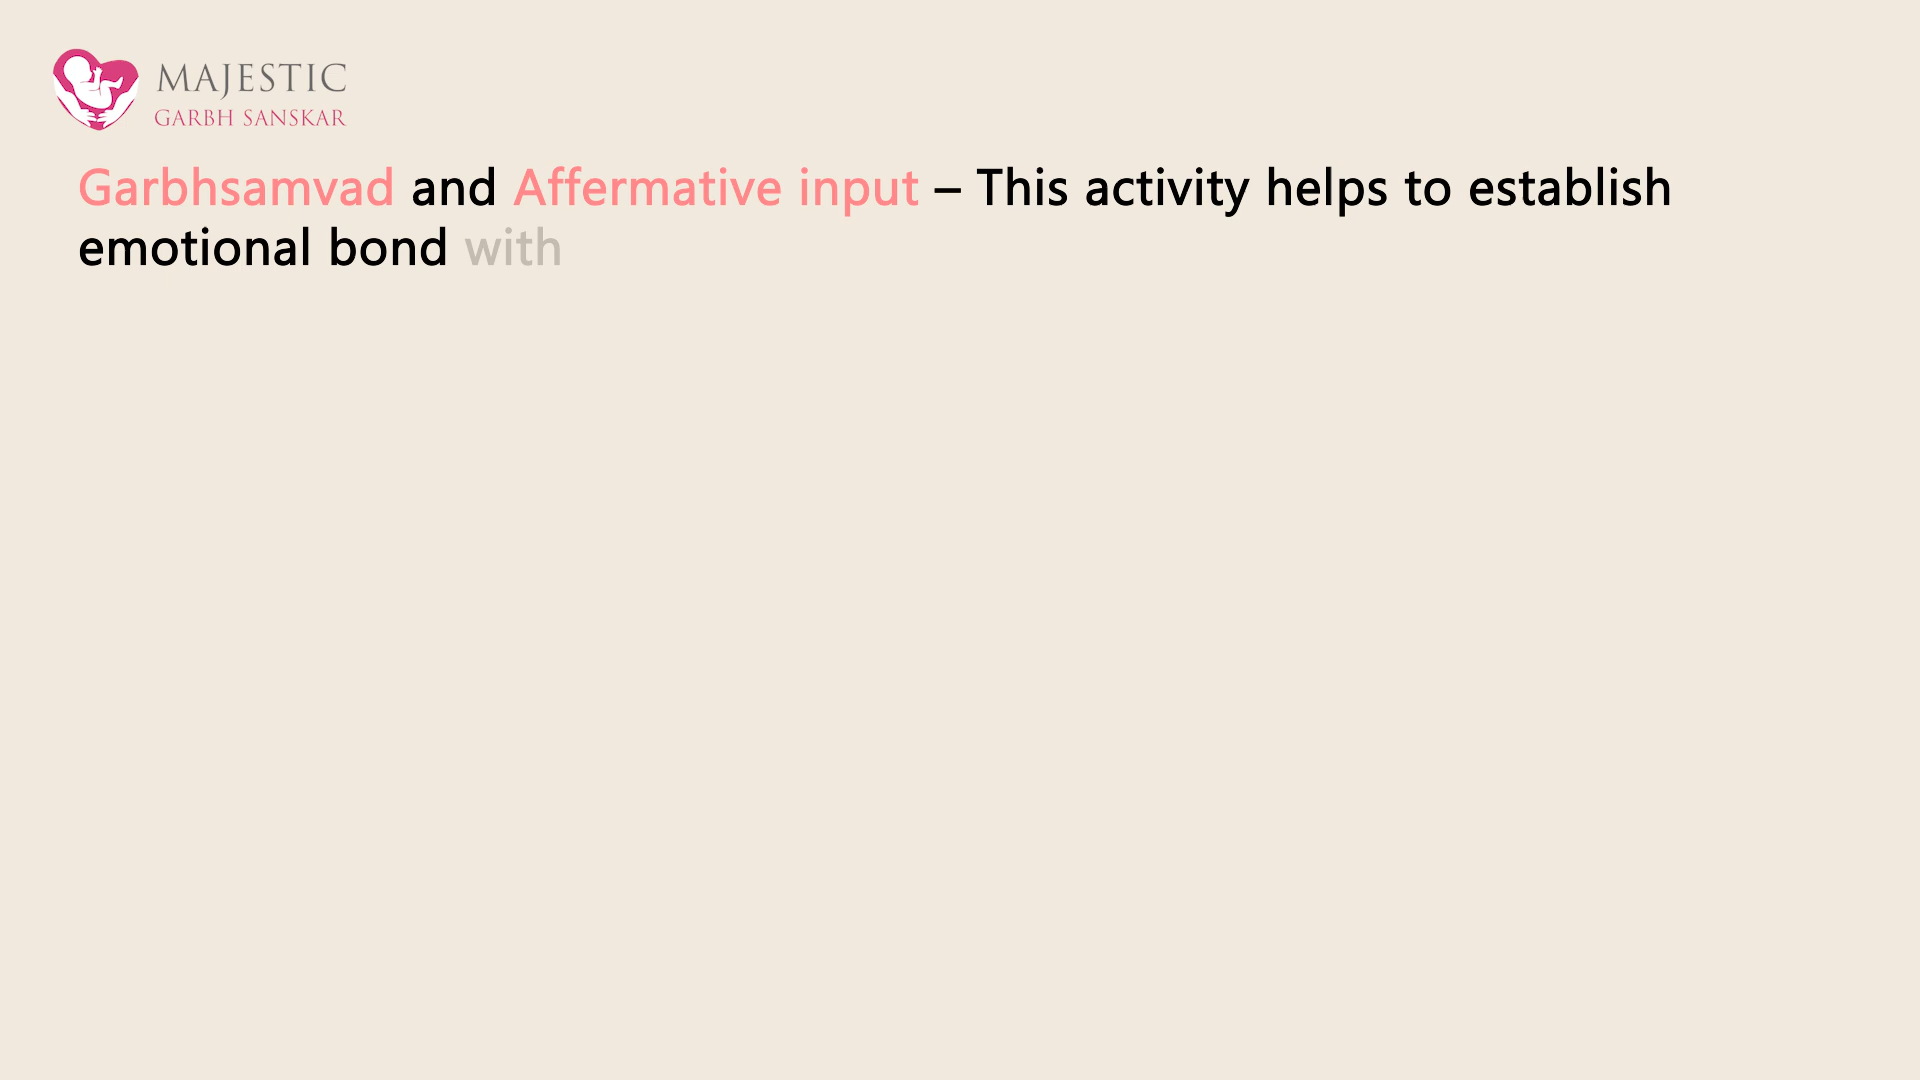 MAJESTIC
GARBH SANSKAR
Garbhsamvad and Affermative input – This activity helps to establish
emotional bond with